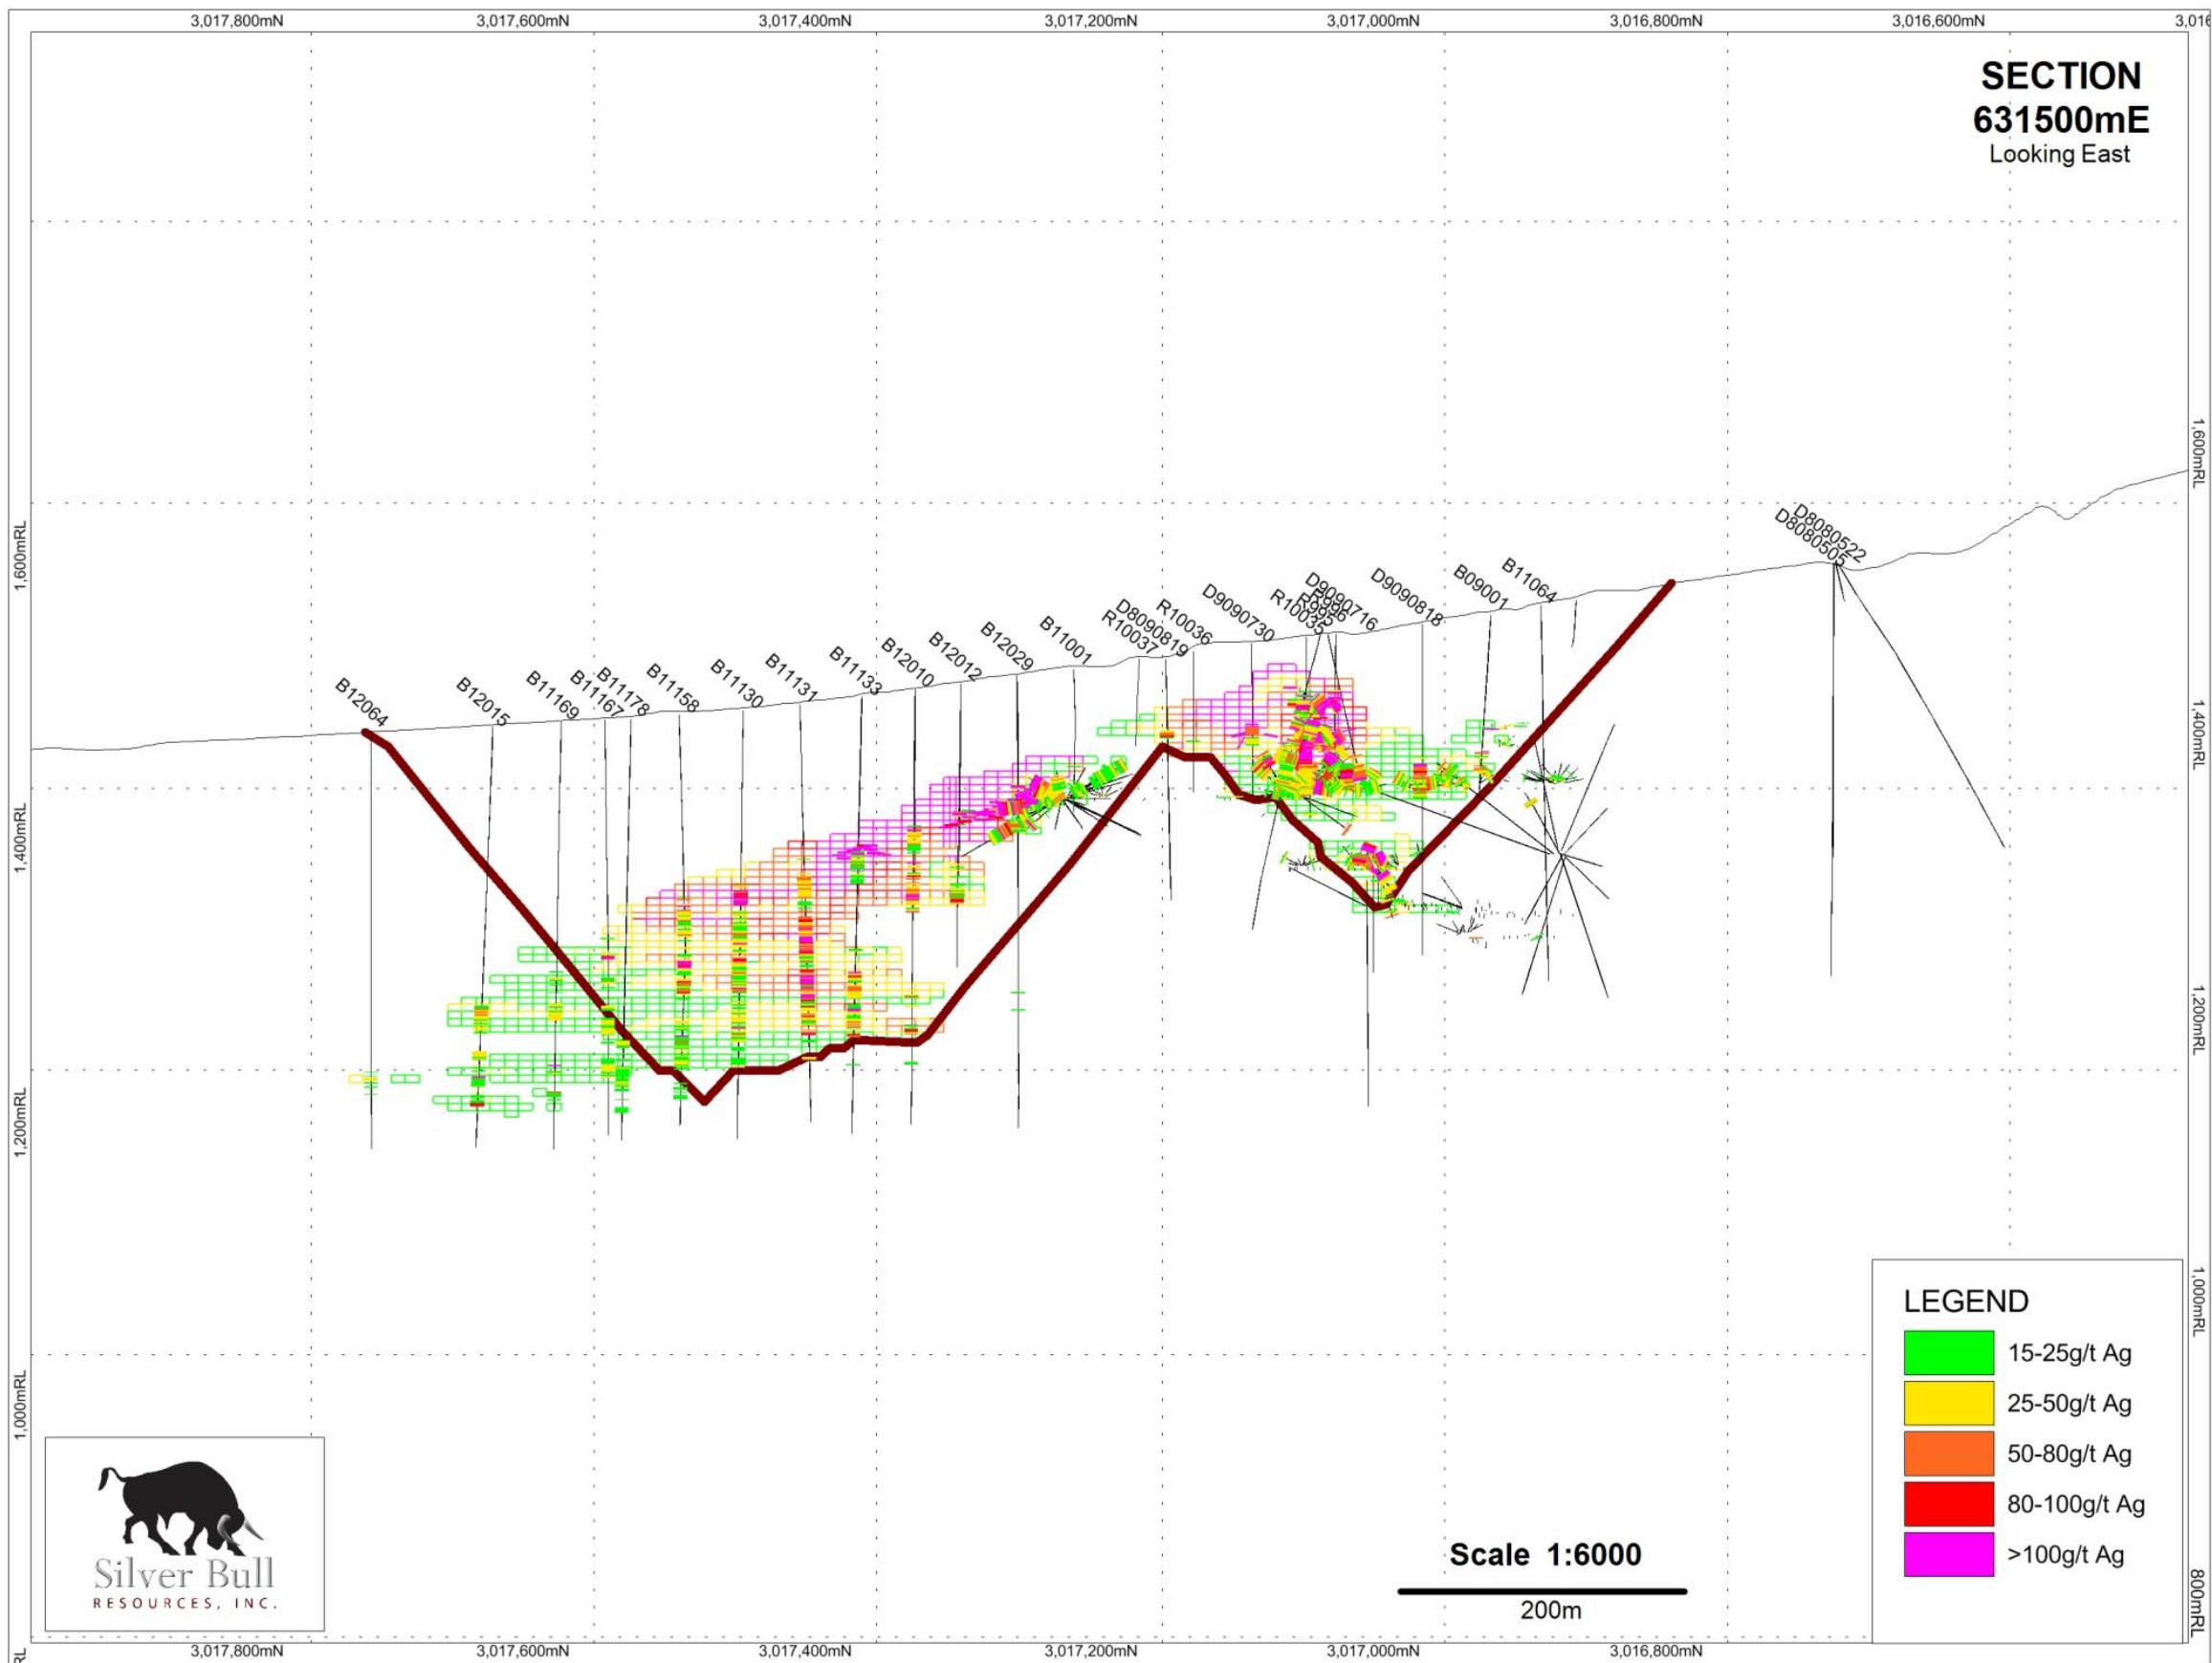 3,017,800mN
3,017,600mN
3,017,400mN
3,017,200mN
3,017,000mN
3,016,800mN
3,016,600mN
SECTION
631500mE
Looking East
1,600mRL
1,600mRL
D8080522
D8080505
B11064
B09001
D9090818
D9090716
R996
R995
R10035
D9090730
R10036
D8090819
R10037
B11001
B12029
B12012
B12010
B11133
B11131
B11130
B11158
B11178
B11167
B11169
B12015
B12064
1,400mRL
1,400mRL
1,200mRL
1,200mRL
1,000mRL
1,000mRL
800mRL
LEGEND
15-25g/t Ag
25-50g/t Ag
50-80g/t Ag
80-100g/t Ag
>100g/t Ag
Scale 1:6000
200m
Silver Bull
RESOURCES, INC.
3,017,800mN
3,017,600mN
3,017,400mN
3,017,200mN
3,017,000mN
3,016,800mN